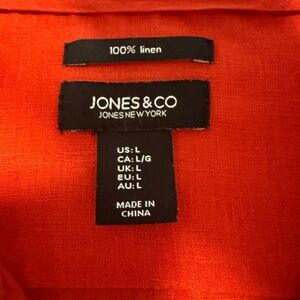 100% linen
JONES & CO
JONES NEW YORK
US: L
CA: L/G
UK: L
EU: L
AU: L
MADE IN
CHINA